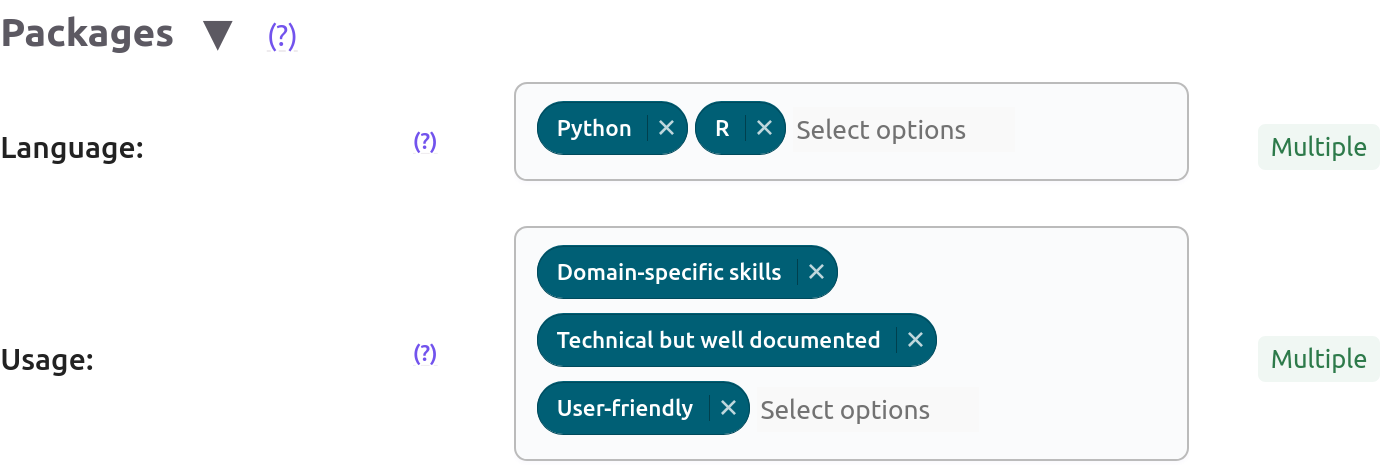 Packages ▼ (?)
Language: (?) Python × R × Select options Multiple
Domain-specific skills ×
Technical but well documented ×
Usage: (?) Multiple
User-friendly × Select options